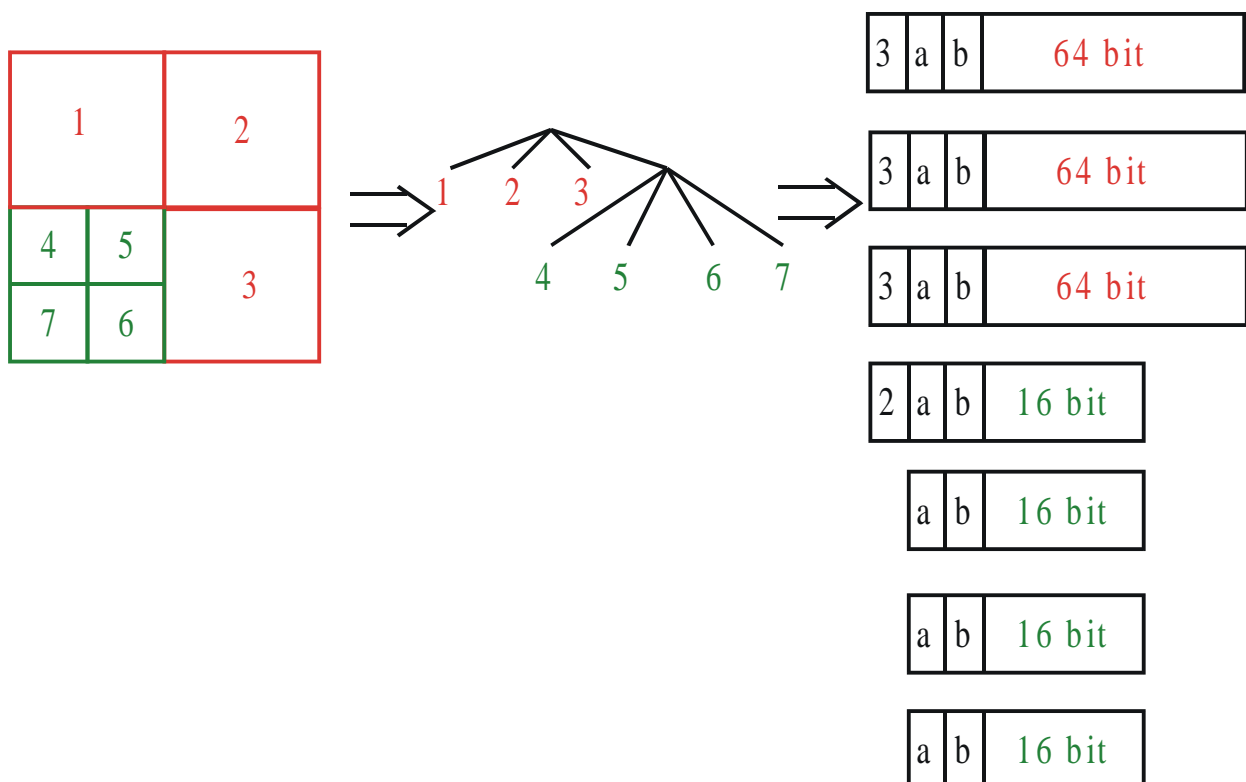 1 2
4 5
3
7 6
1 2 3
4 5 6 7
3 a b 64 bit
3 a b 64 bit
3 a b 64 bit
2 a b 16 bit
a b 16 bit
a b 16 bit
a b 16 bit